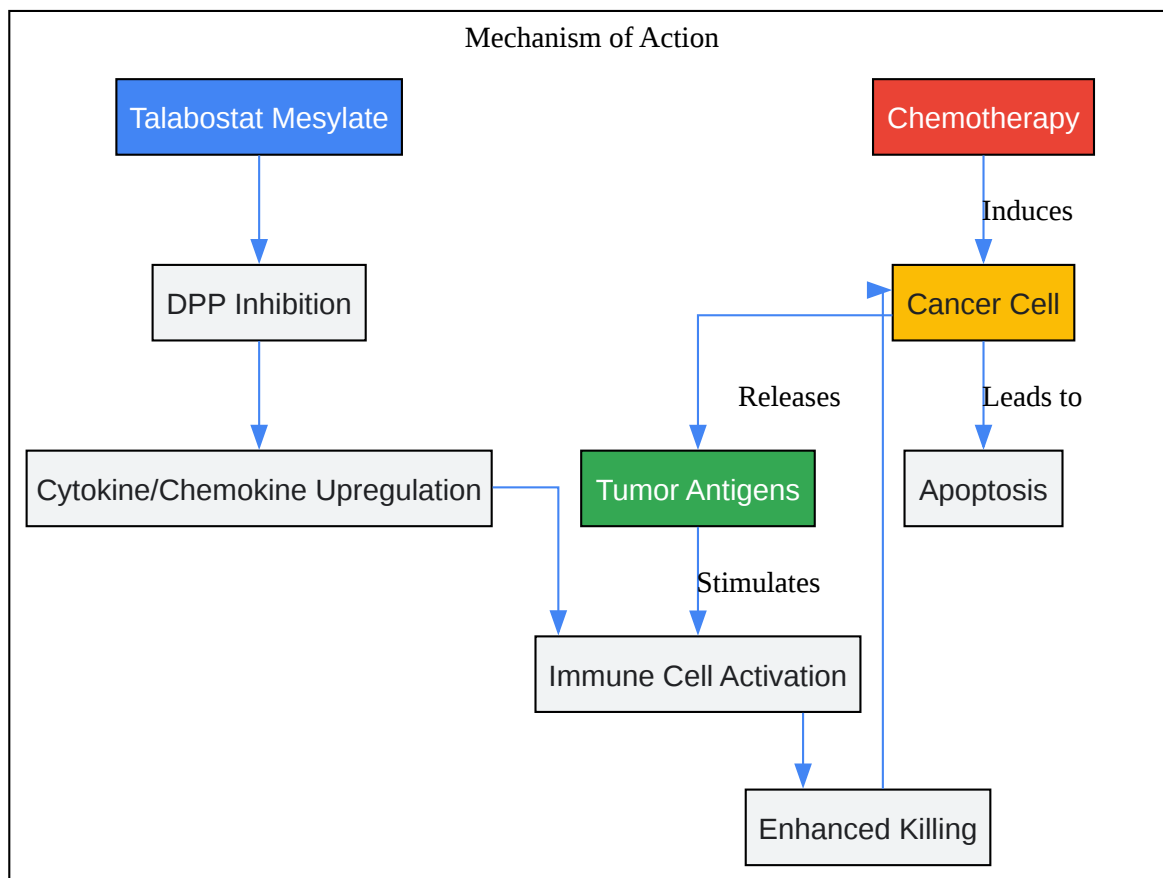 Mechanism of Action
Talabostat Mesylate
Chemotherapy
Induces
DPP Inhibition
Cancer Cell
Releases
Leads to
Cytokine/Chemokine Upregulation
Tumor Antigens
Apoptosis
Stimulates
Immune Cell Activation
Enhanced Killing